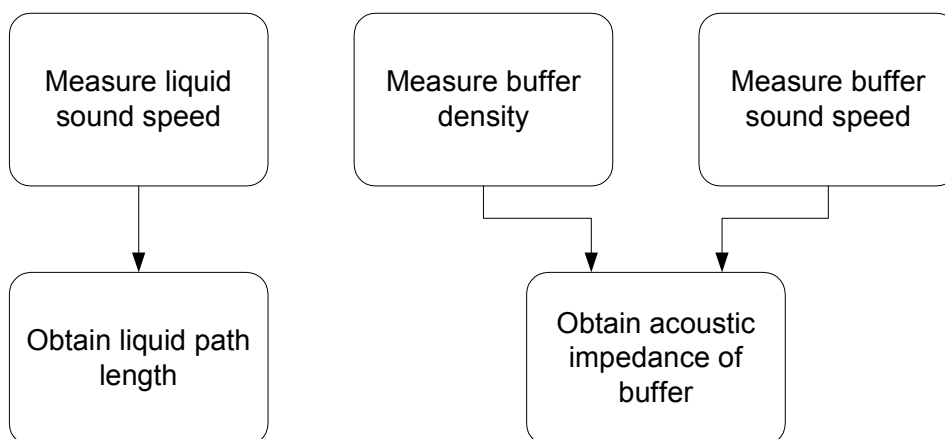 Measure liquid
sound speed
Measure buffer
density
Measure buffer
sound speed
Obtain liquid path
length
Obtain acoustic
impedance of
buffer